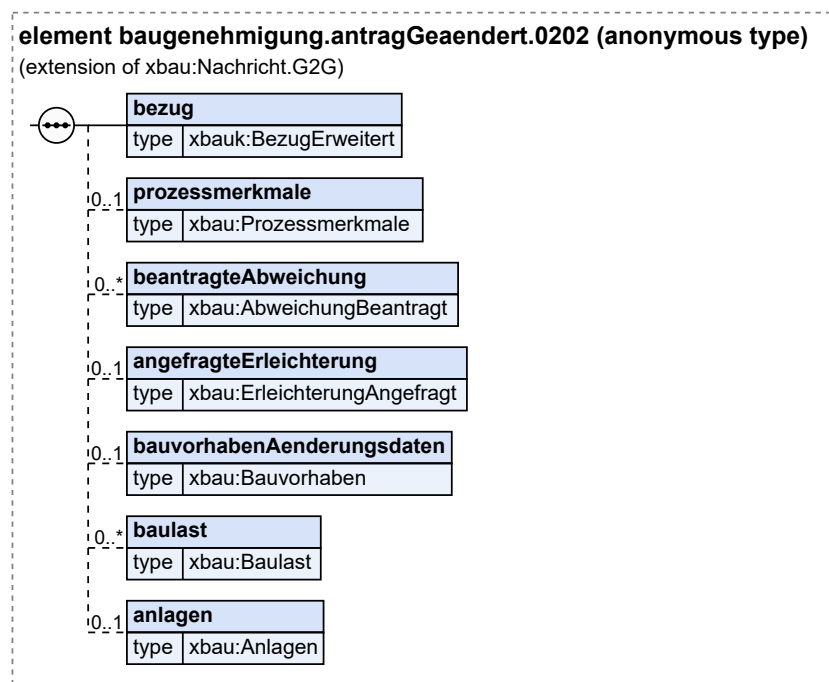 element baugenehmigung.antragGeaendert.0202 (anonymous type)
(extension of xbau:Nachricht.G2G)
bezug
type xbauk:BezugErweitert
0..1 prozessmerkmale
type xbau:Prozessmerkmale
0..* beantragteAbweichung
type xbau:AbweichungBeantragt
0..1 angefragteErleichterung
type xbau:ErleichterungAngefragt
0..1 bauvorhabenAenderungsdaten
type xbau:Bauvorhaben
0..* baulast
type xbau:Baulast
0..1 anlagen
type xbau:Anlagen